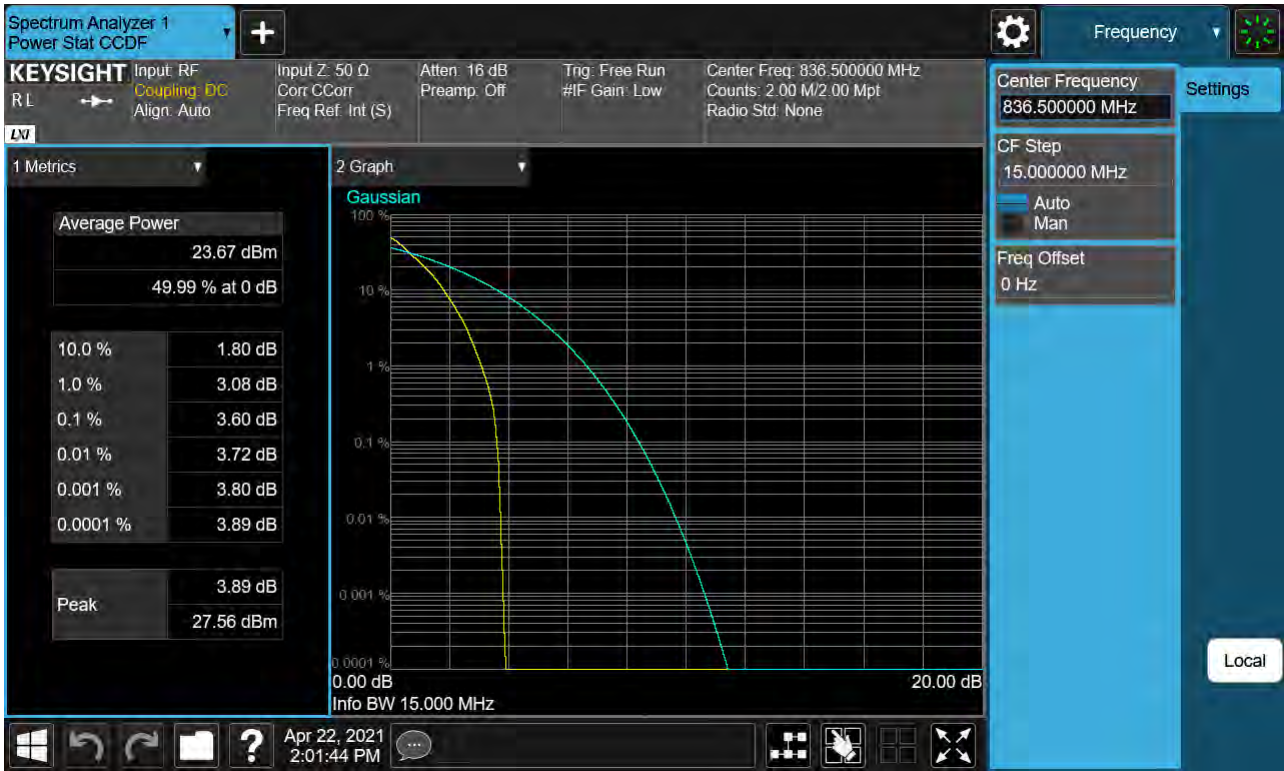 Spectrum Analyzer 1
Power Stat CCDF
+
Frequency
KEYSIGHT
R L
LXI
Input: RF
Coupling: DC
Align: Auto
Input Z: 50 Ω
Corr CCorr
Freq Ref: Int (S)
Atten: 16 dB
Preamp: Off
Trig: Free Run
#IF Gain: Low
Center Freq: 836.500000 MHz
Counts: 2.00 M/2.00 Mpt
Radio Std: None
1 Metrics
Average Power
23.67 dBm
49.99 % at 0 dB
10.0 % 1.80 dB
1.0 % 3.08 dB
0.1 % 3.60 dB
0.01 % 3.72 dB
0.001 % 3.80 dB
0.0001 % 3.89 dB
Peak
3.89 dB
27.56 dBm
2 Graph
Gaussian
100 %
10 %
1 %
0.1 %
0.01 %
0.001 %
0.0001 %
0.00 dB 20.00 dB
Info BW 15.000 MHz
Center Frequency
836.500000 MHz
CF Step
15.000000 MHz
Auto
Man
Freq Offset
0 Hz
Settings
Local
?
Apr 22, 2021
2:01:44 PM